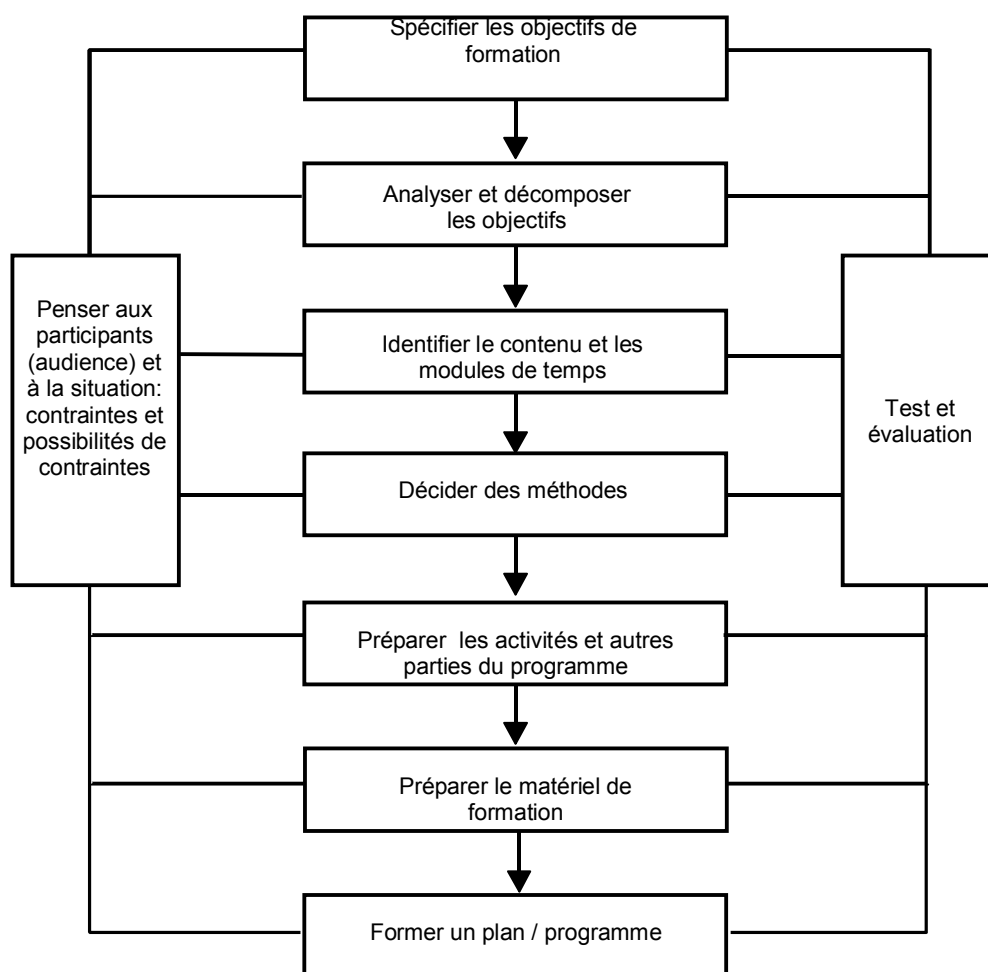 Spécifier les objectifs de
formation
Analyser et décomposer
les objectifs
Penser aux
participants
(audience) et
à la situation:
contraintes et
possibilités de
contraintes
Identifier le contenu et les
modules de temps
Test et
évaluation
Décider des méthodes
Préparer les activités et autres
parties du programme
Préparer le matériel de
formation
Former un plan / programme